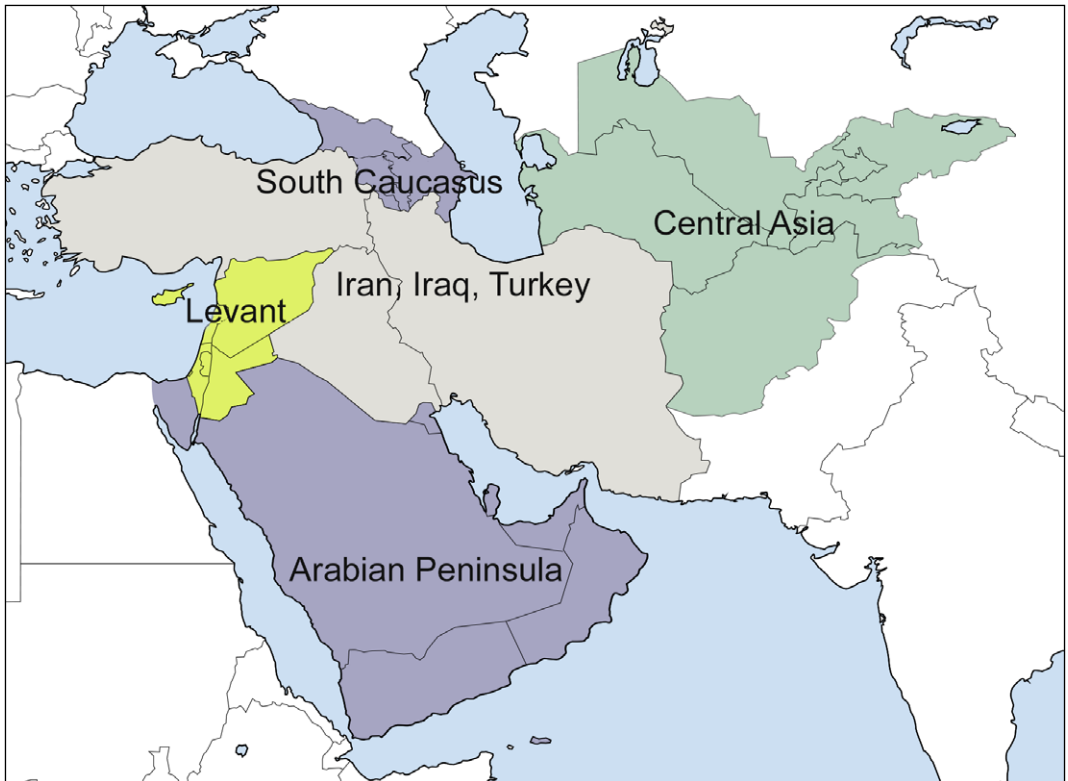 South Caucasus
Central Asia
Iran, Iraq, Turkey
Levant
Arabian Peninsula